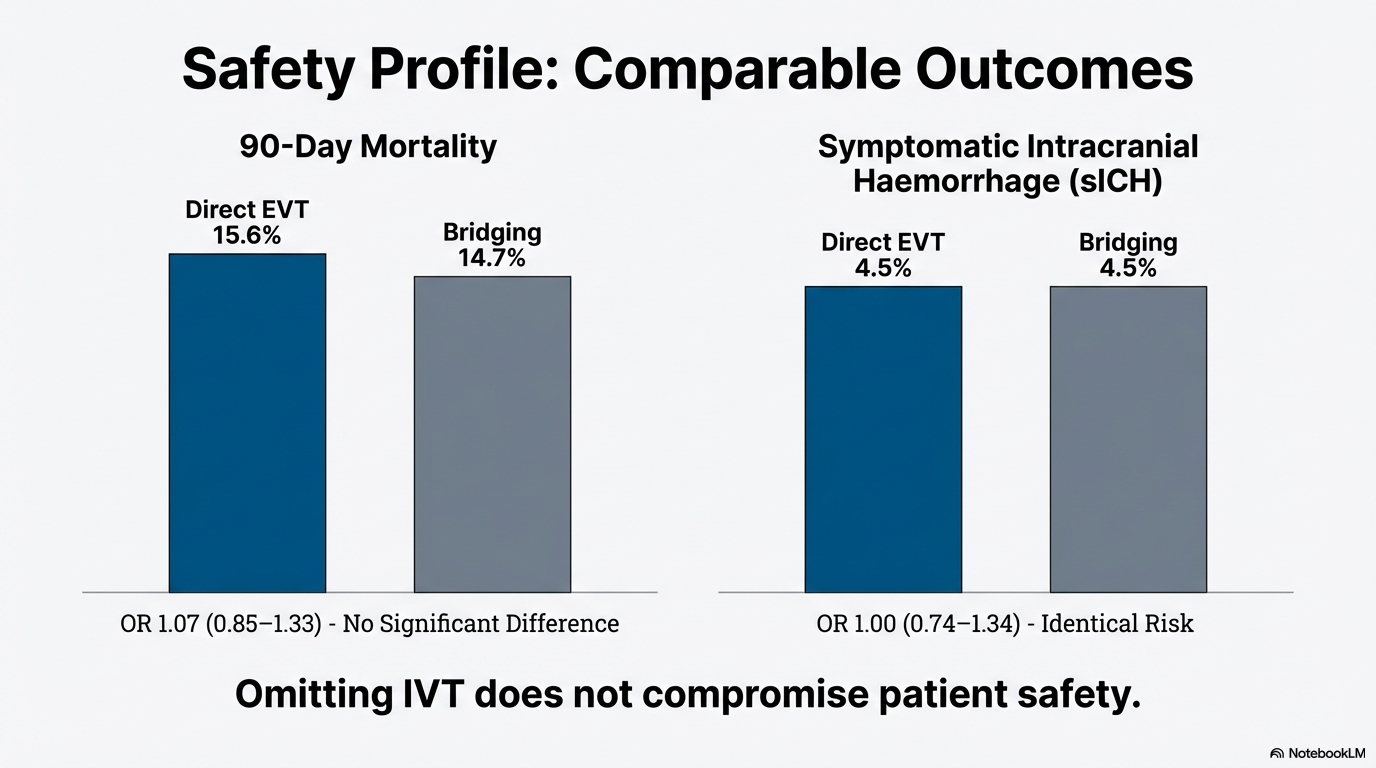 Safety Profile: Comparable Outcomes
90-Day Mortality
Direct EVT
15.6%
Bridging
14.7%
OR 1.07 (0.85–1.33) - No Significant Difference
Symptomatic Intracranial
Haemorrhage (sICH)
Direct EVT
4.5%
Bridging
4.5%
OR 1.00 (0.74–1.34) - Identical Risk
Omitting IVT does not compromise patient safety.
NotebookLM